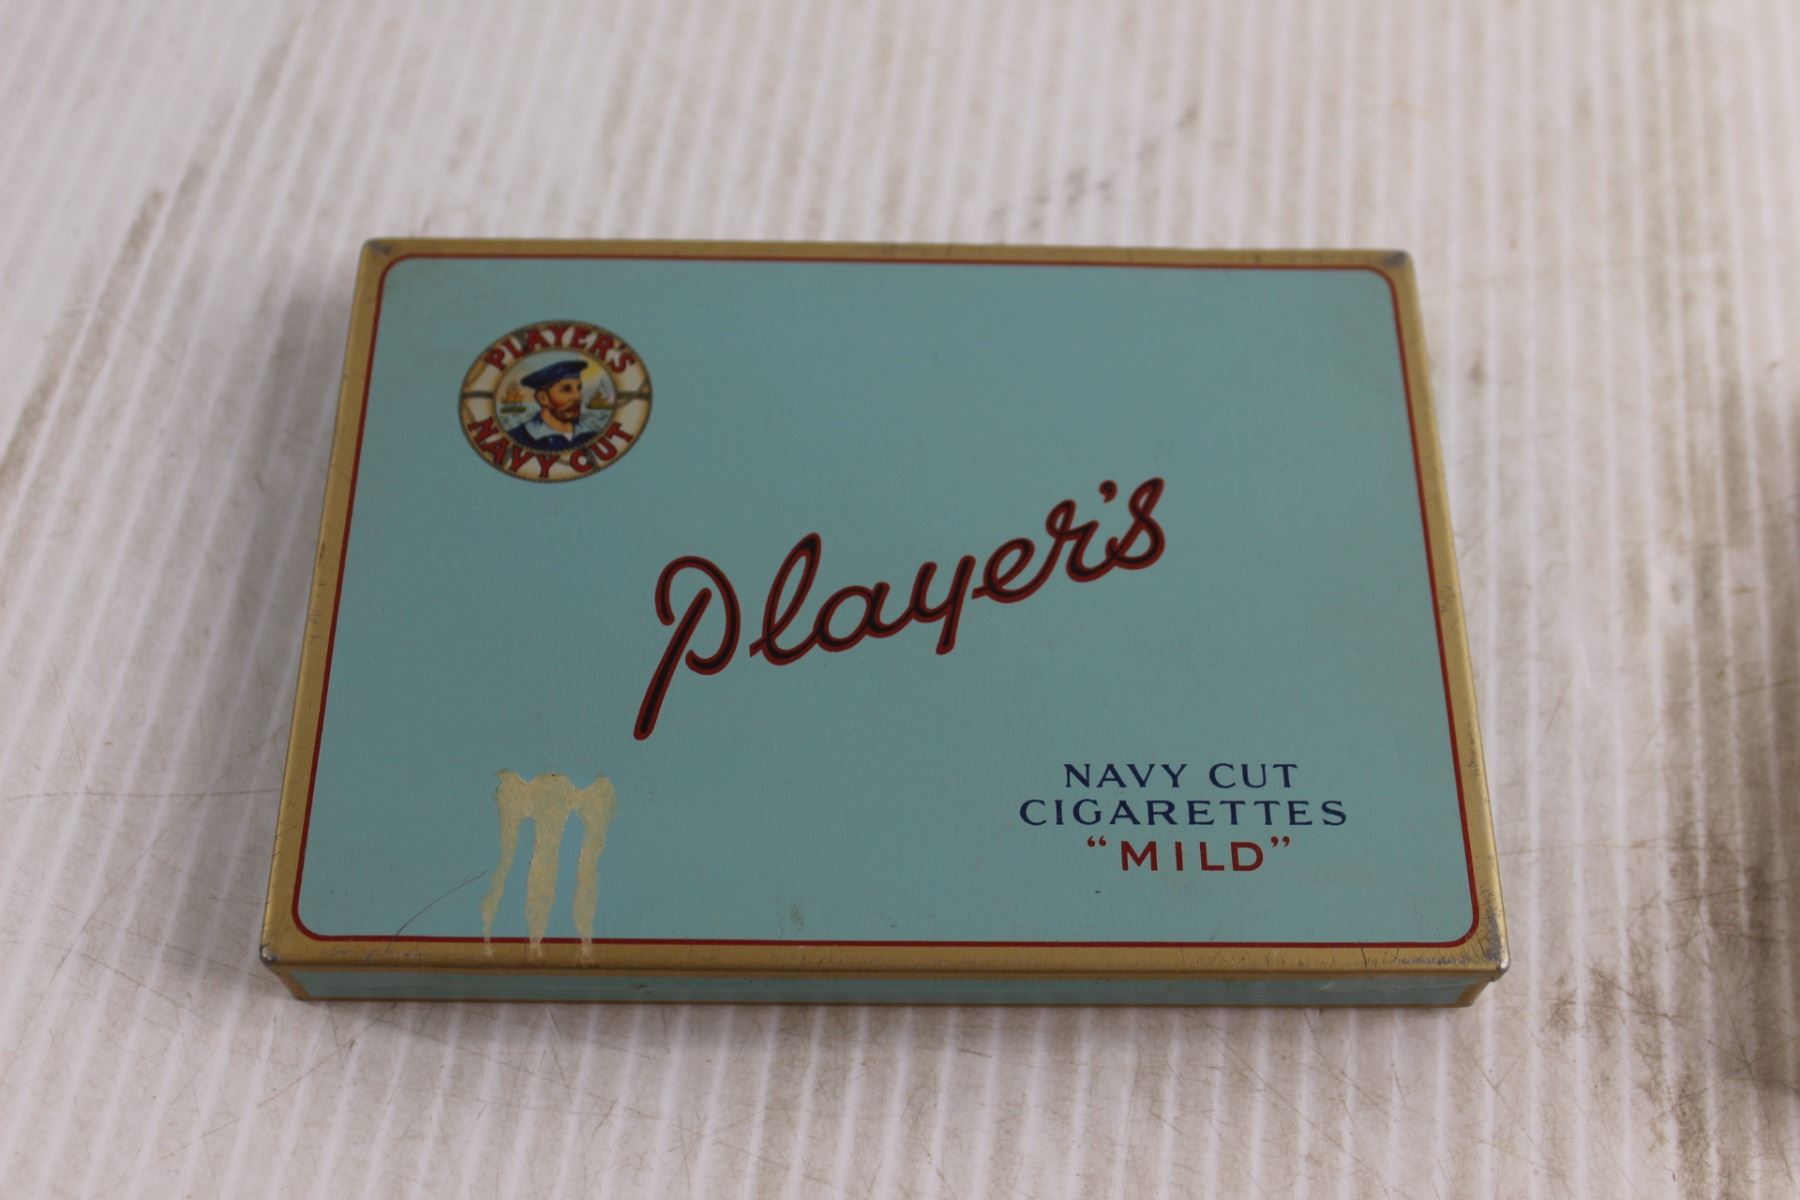 PLAYER'S
NAVY CUT
Player's
NAVY CUT
CIGARETTES
“MILD”